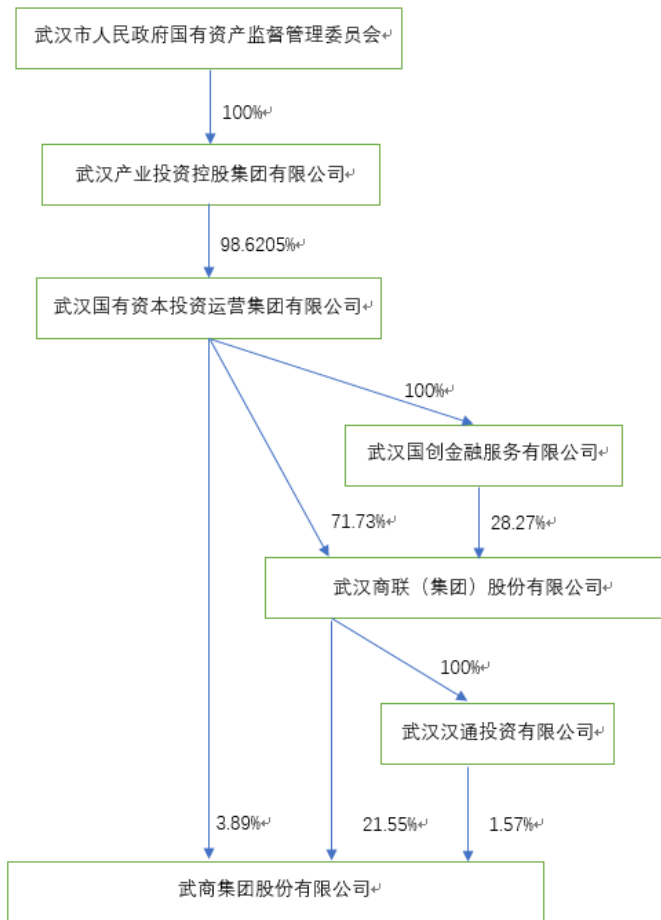 武汉市人民政府国有资产监督管理委员会
100%
武汉产业投资控股集团有限公司
98.6205%
武汉国有资本投资运营集团有限公司
100%
武汉国创金融服务有限公司
71.73%
28.27%
武汉商联（集团）股份有限公司
100%
武汉汉通投资有限公司
3.89%
21.55%
1.57%
武商集团股份有限公司